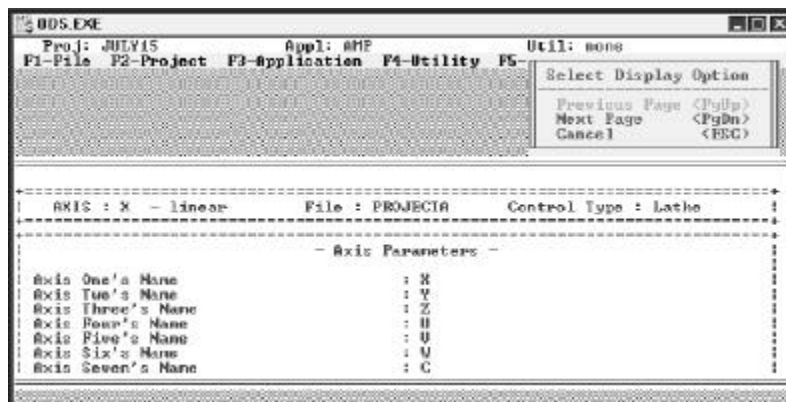 ODS.EXE
Proj: JULY15 Appl: AMP Util: none
F1-File F2-Project F3-Application F4-Utility F5-
Select Display Option
Previous Page <PgUp>
Next Page <PgDn>
Cancel <ESC>
AXIS : X - linear File : PROJECTA Control Type : Lathe
- Axis Parameters -
Axis One's Name : X
Axis Two's Name : Y
Axis Three's Name : Z
Axis Four's Name : U
Axis Five's Name : V
Axis Six's Name : W
Axis Seven's Name : C